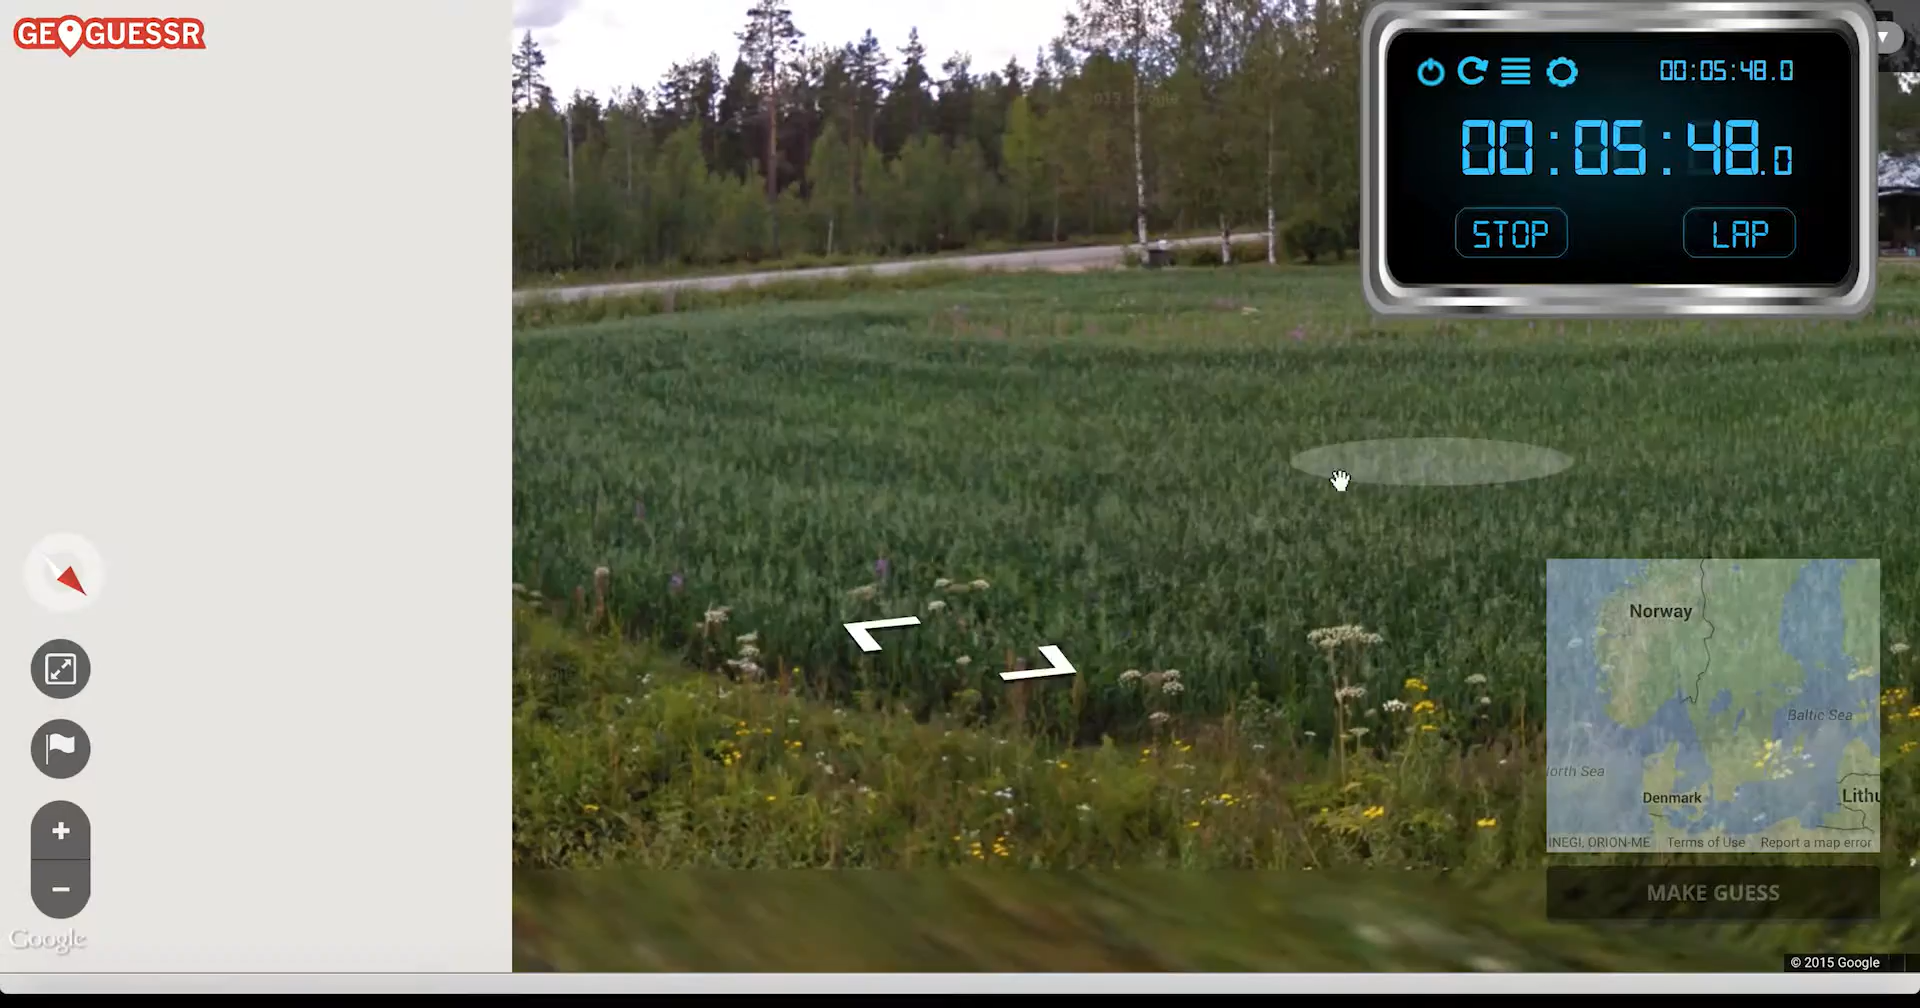 GEOGUESSR
00:05:48.0
00:05:48.0
STOP
LAP
Norway
Baltic Sea
orth Sea
Denmark
Lithu
INEGI, ORION-ME
Terms of Use
Report a map error
MAKE GUESS
Google
© 2015 Google